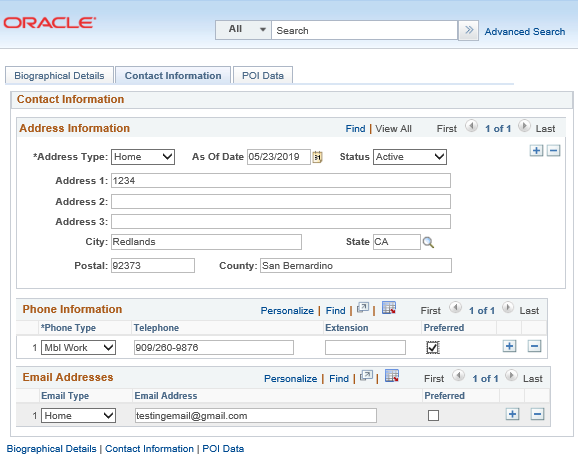 ORACLE
All Search Advanced Search
Biographical Details Contact Information POI Data
Contact Information
Address Information Find | View All First 1 of 1 Last
*Address Type: Home As Of Date 05/23/2019 Status Active
Address 1: 1234
Address 2:
Address 3:
City: Redlands State CA
Postal: 92373 County: San Bernardino
Phone Information Personalize | Find | | First 1 of 1 Last
*Phone Type Telephone Extension Preferred
1 Mbl Work 909/260-9876
Email Addresses Personalize | Find | | First 1 of 1 Last
Email Type Email Address Preferred
1 Home testingemail@gmail.com
Biographical Details | Contact Information | POI Data